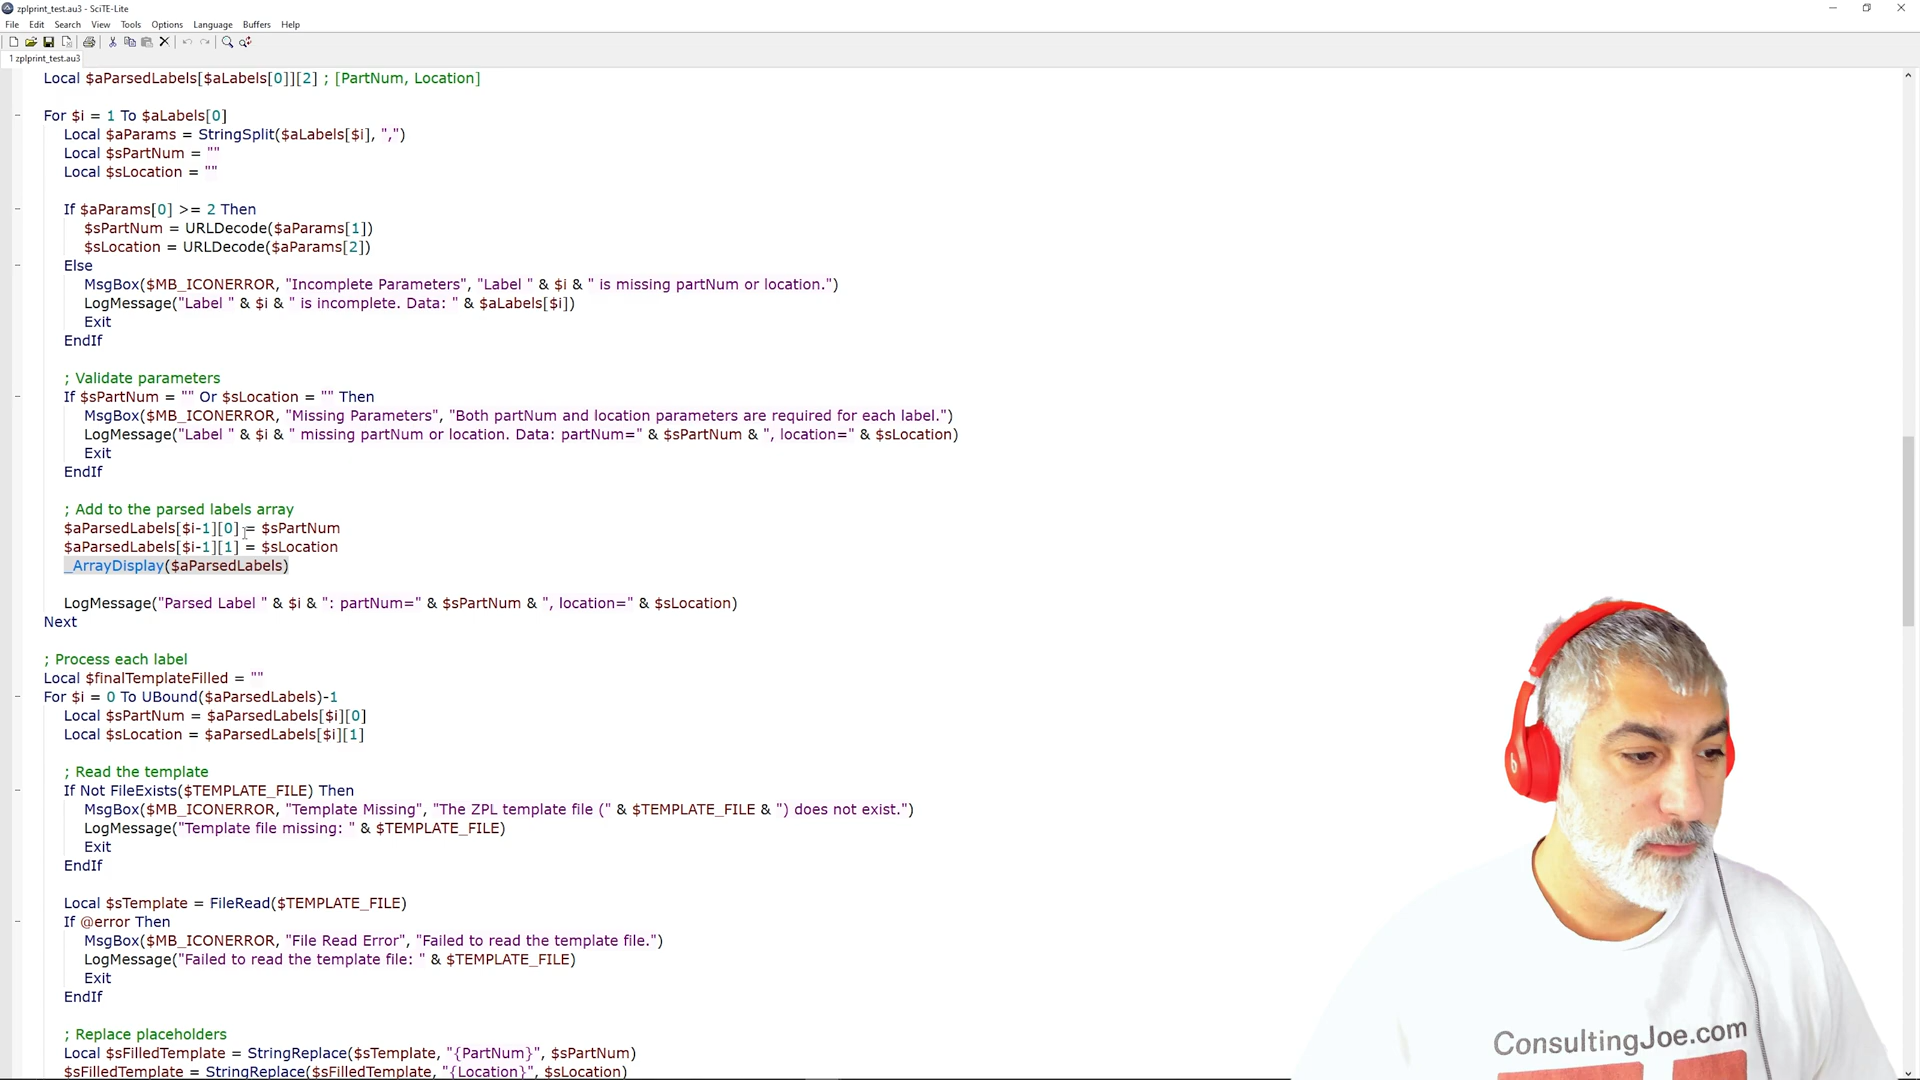 zplprint_test.au3 - SciTE-Lite
File Edit Search View Tools Options Language Buffers Help
1 zplprint_test.au3
Local $aParsedLabels[$aLabels[0]][2] ; [PartNum, Location]
For $i = 1 To $aLabels[0]
Local $aParams = StringSplit($aLabels[$i], ",")
Local $sPartNum = ""
Local $sLocation = ""
If $aParams[0] >= 2 Then
$sPartNum = URLDecode($aParams[1])
$sLocation = URLDecode($aParams[2])
Else
MsgBox($MB_ICONERROR, "Incomplete Parameters", "Label " & $i & " is missing partNum or location.")
LogMessage("Label " & $i & " is incomplete. Data: " & $aLabels[$i])
Exit
EndIf
; Validate parameters
If $sPartNum = "" Or $sLocation = "" Then
MsgBox($MB_ICONERROR, "Missing Parameters", "Both partNum and location parameters are required for each label.")
LogMessage("Label " & $i & " missing partNum or location. Data: partNum=" & $sPartNum & ", location=" & $sLocation)
Exit
EndIf
; Add to the parsed labels array
$aParsedLabels[$i-1][0] = $sPartNum
$aParsedLabels[$i-1][1] = $sLocation
_ArrayDisplay($aParsedLabels)
LogMessage("Parsed Label " & $i & ": partNum=" & $sPartNum & ", location=" & $sLocation)
Next
; Process each label
Local $finalTemplateFilled = ""
For $i = 0 To UBound($aParsedLabels)-1
Local $sPartNum = $aParsedLabels[$i][0]
Local $sLocation = $aParsedLabels[$i][1]
; Read the template
If Not FileExists($TEMPLATE_FILE) Then
MsgBox($MB_ICONERROR, "Template Missing", "The ZPL template file (" & $TEMPLATE_FILE & ") does not exist.")
LogMessage("Template file missing: " & $TEMPLATE_FILE)
Exit
EndIf
Local $sTemplate = FileRead($TEMPLATE_FILE)
If @error Then
MsgBox($MB_ICONERROR, "File Read Error", "Failed to read the template file.")
LogMessage("Failed to read the template file: " & $TEMPLATE_FILE)
Exit
EndIf
; Replace placeholders
Local $sFilledTemplate = StringReplace($sTemplate, "{PartNum}", $sPartNum)
$sFilledTemplate = StringReplace($sFilledTemplate, "{Location}", $sLocation)
ConsultingJoe.com